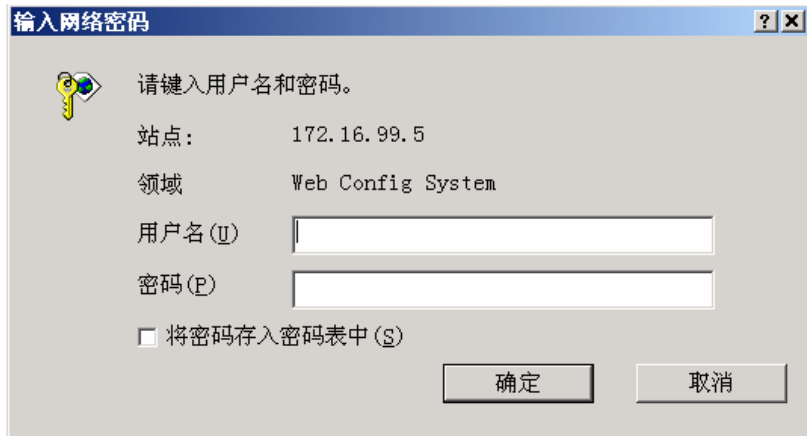 输入网络密码
请键入用户名和密码。
站点: 172.16.99.5
领域 Web Config System
用户名(U)
密码(P)
将密码存入密码表中(S)
确定 取消